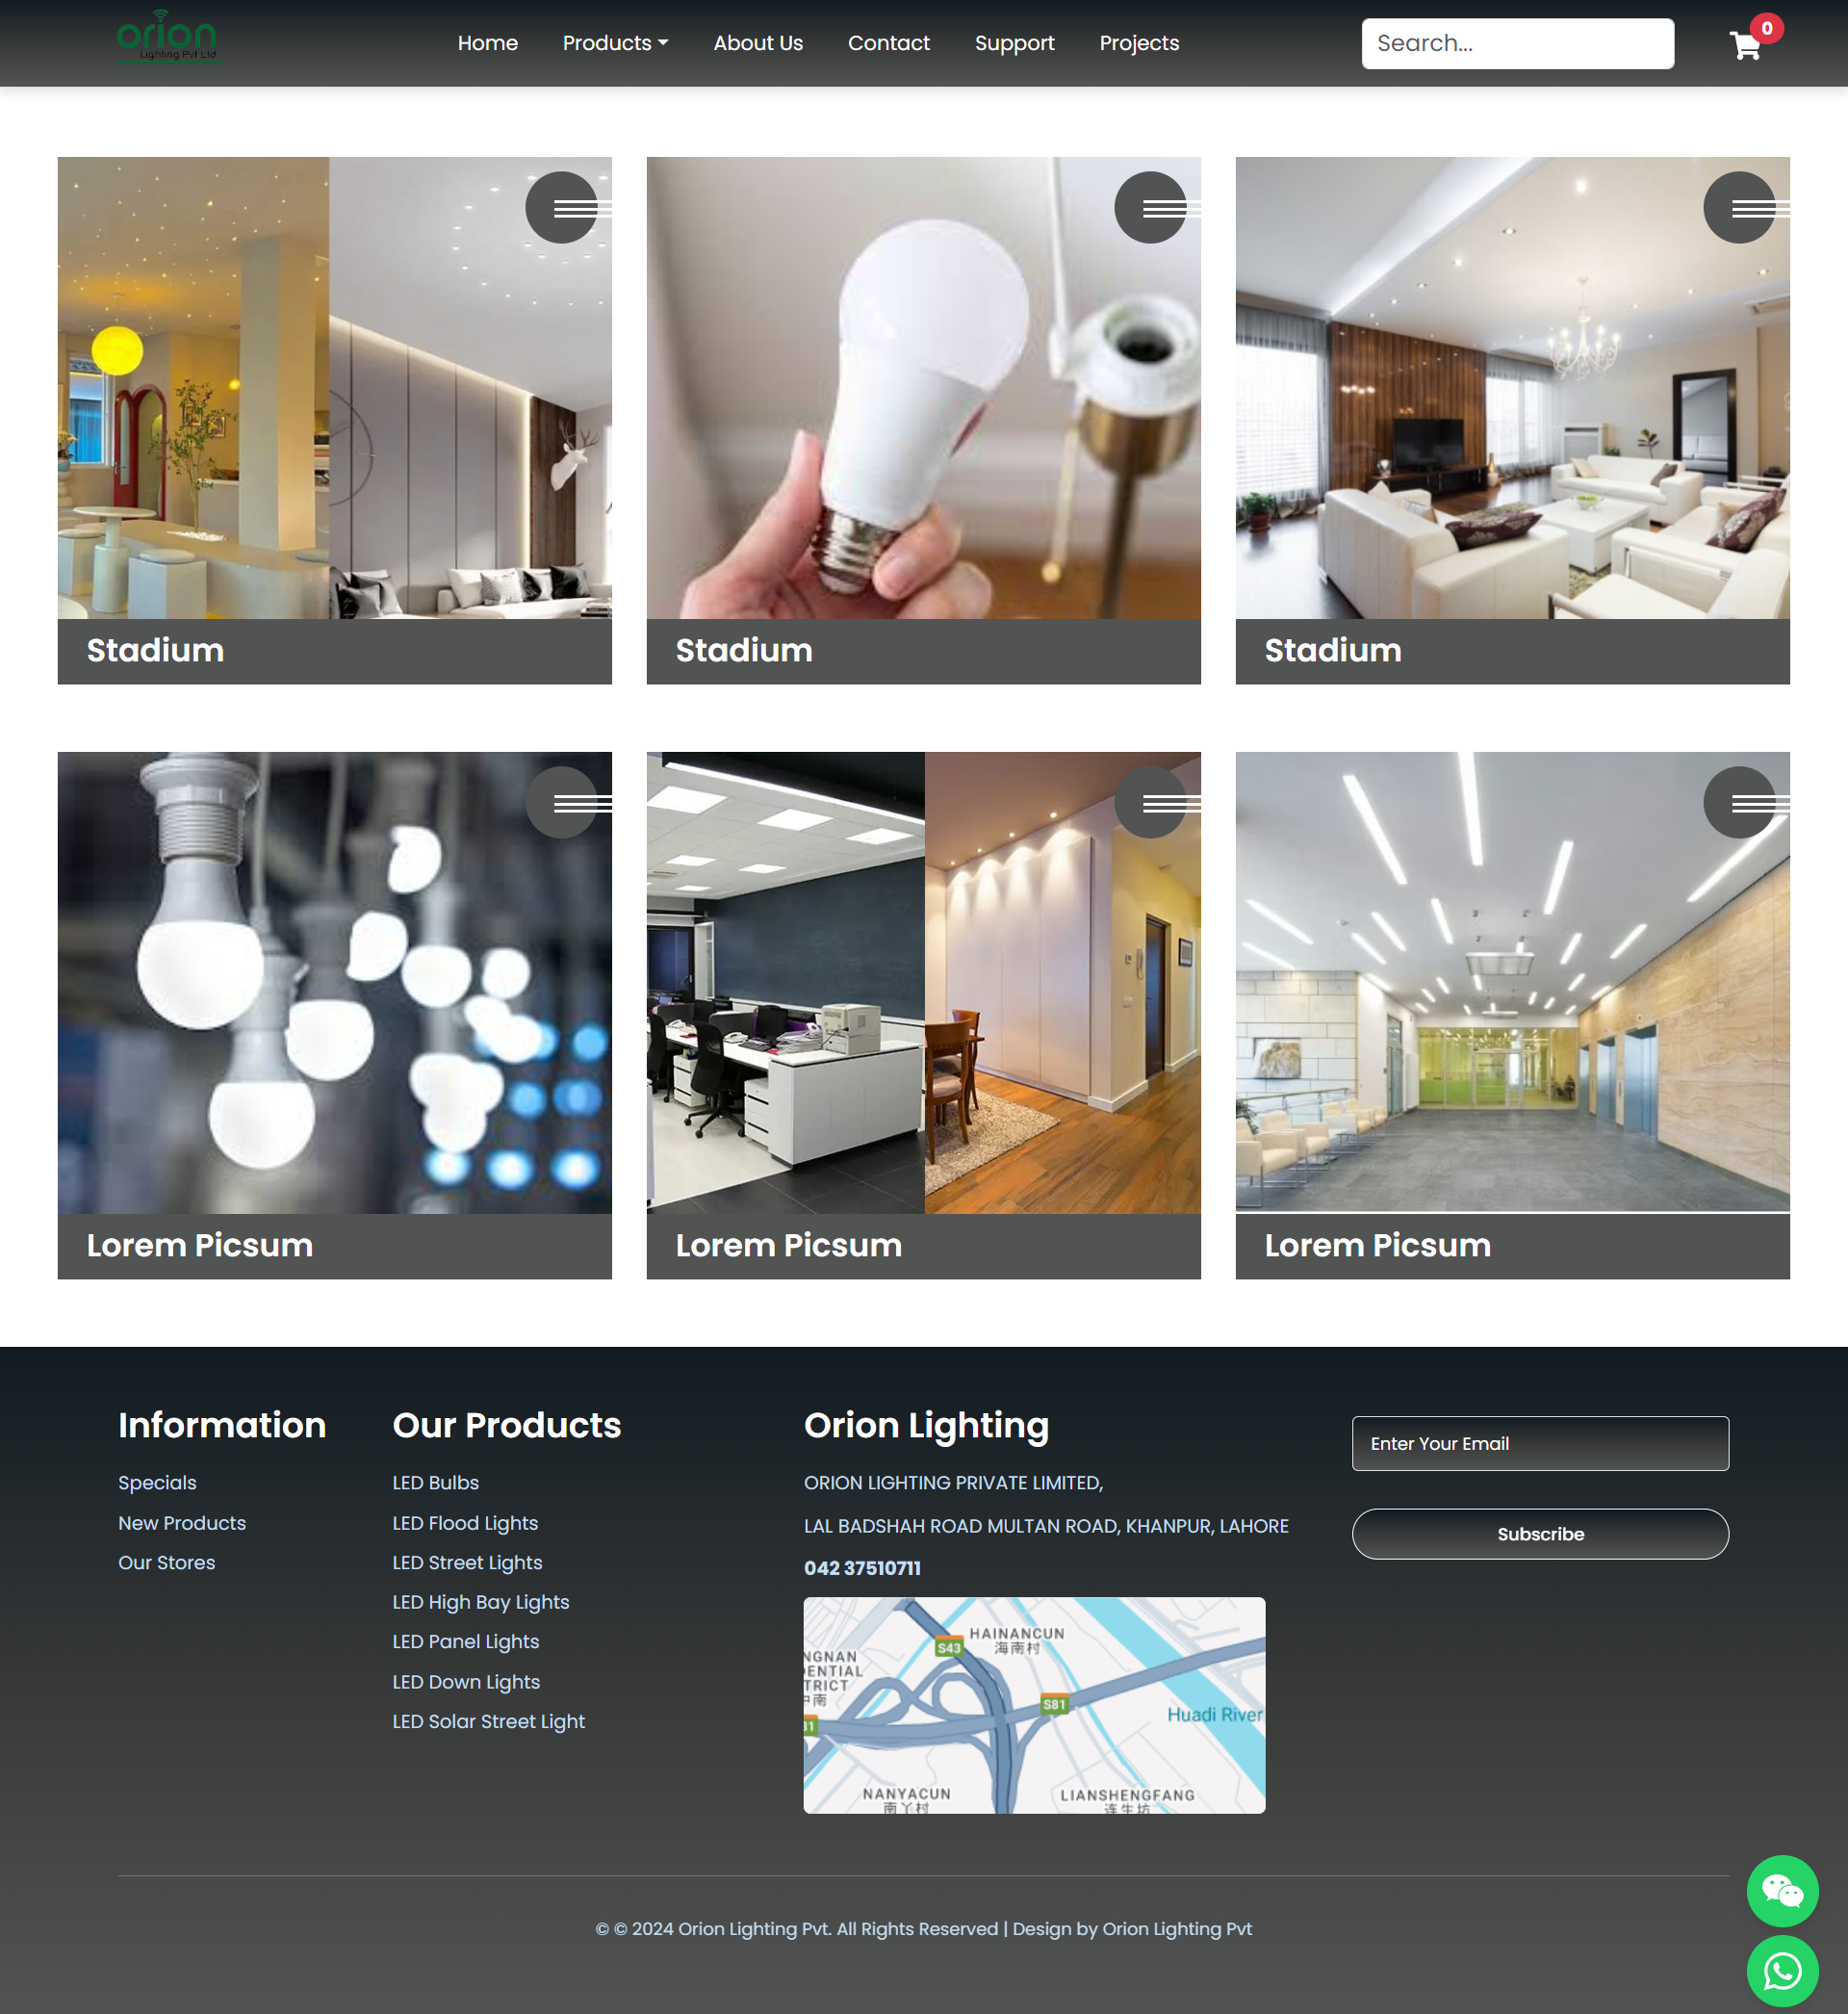 orion
Lighting Pvt Ltd
Home
Products
About Us
Contact
Support
Projects
Search...
0
Stadium
Stadium
Stadium
Lorem Picsum
Lorem Picsum
Lorem Picsum
Information
Specials
New Products
Our Stores
Our Products
LED Bulbs
LED Flood Lights
LED Street Lights
LED High Bay Lights
LED Panel Lights
LED Down Lights
LED Solar Street Light
Orion Lighting
ORION LIGHTING PRIVATE LIMITED,
LAL BADSHAH ROAD MULTAN ROAD, KHANPUR, LAHORE
042 37510711
HAINANCUN
海南村
S43
NGNAN
ENTIAL
TRICT
中南
S81
31
Huadi River
NANYACUN
南丫村
LIANSHENGFANG
连生坊
Enter Your Email
Subscribe
© © 2024 Orion Lighting Pvt. All Rights Reserved | Design by Orion Lighting Pvt